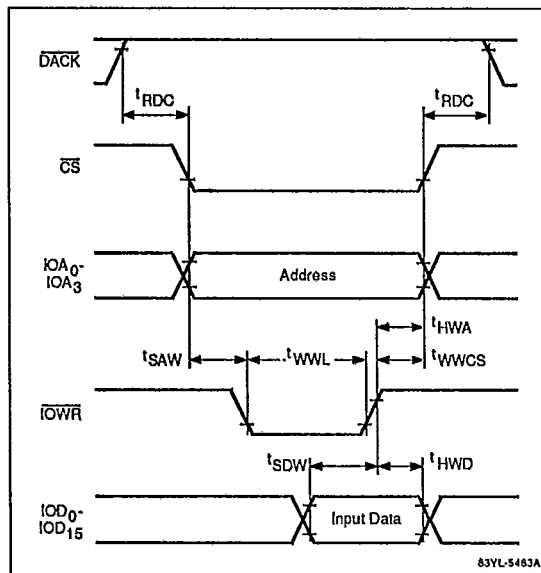 DACK
tRDC
tRDC
CS
IOA0-
IOA3
Address
tHWA
tSAW
tWWL
tWWCS
IOWR
tSDW
tHWD
IOD0-
IOD15
Input Data
83YL-5463A